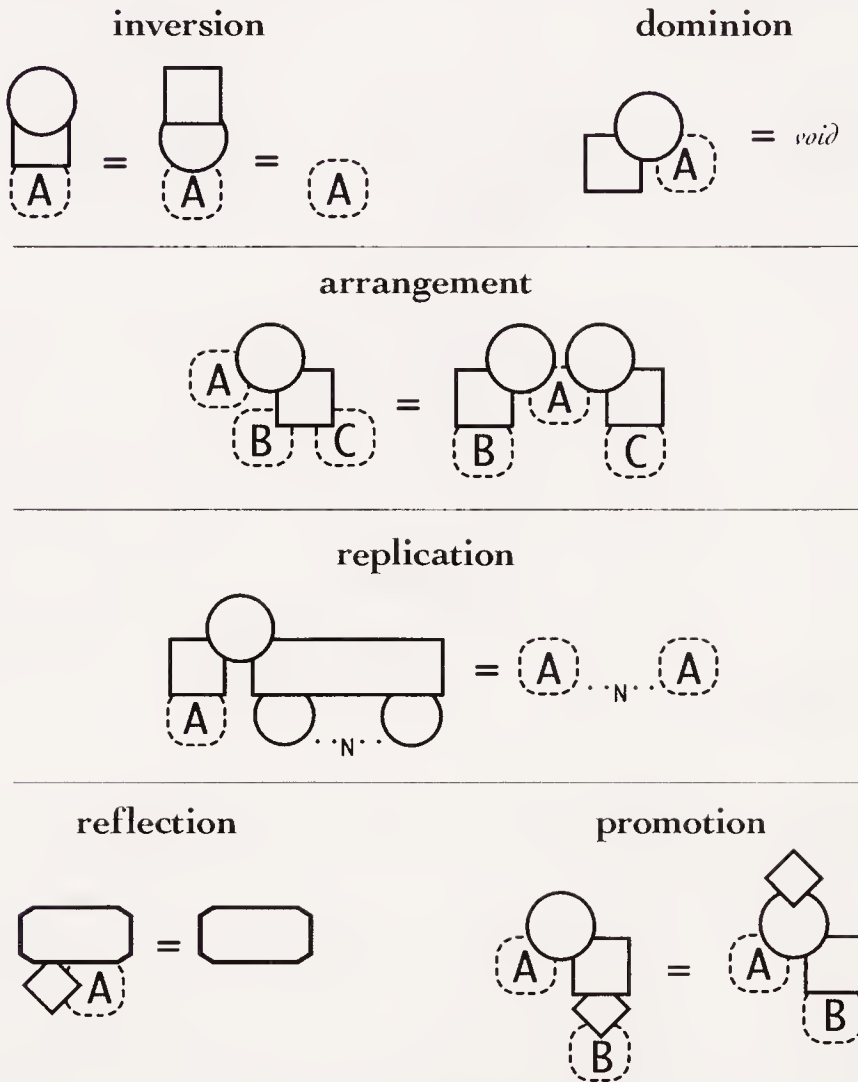 inversion
dominion
A = A = A
A = void
arrangement
A B C = B A C
replication
A ..N.. = A ..N.. A
reflection
promotion
A =
A B = A B